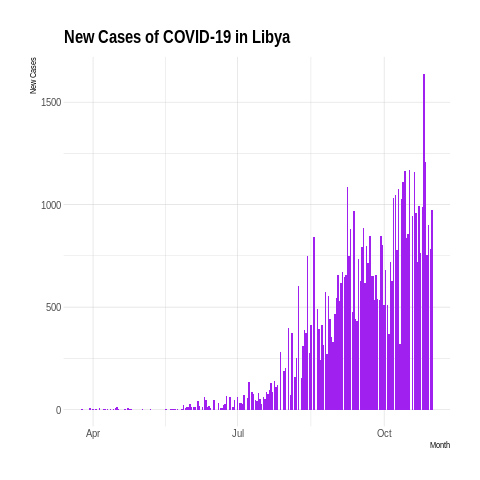 New Cases of COVID-19 in Libya
New Cases
1500
1000
500
0
Apr
Jul
Oct
Month